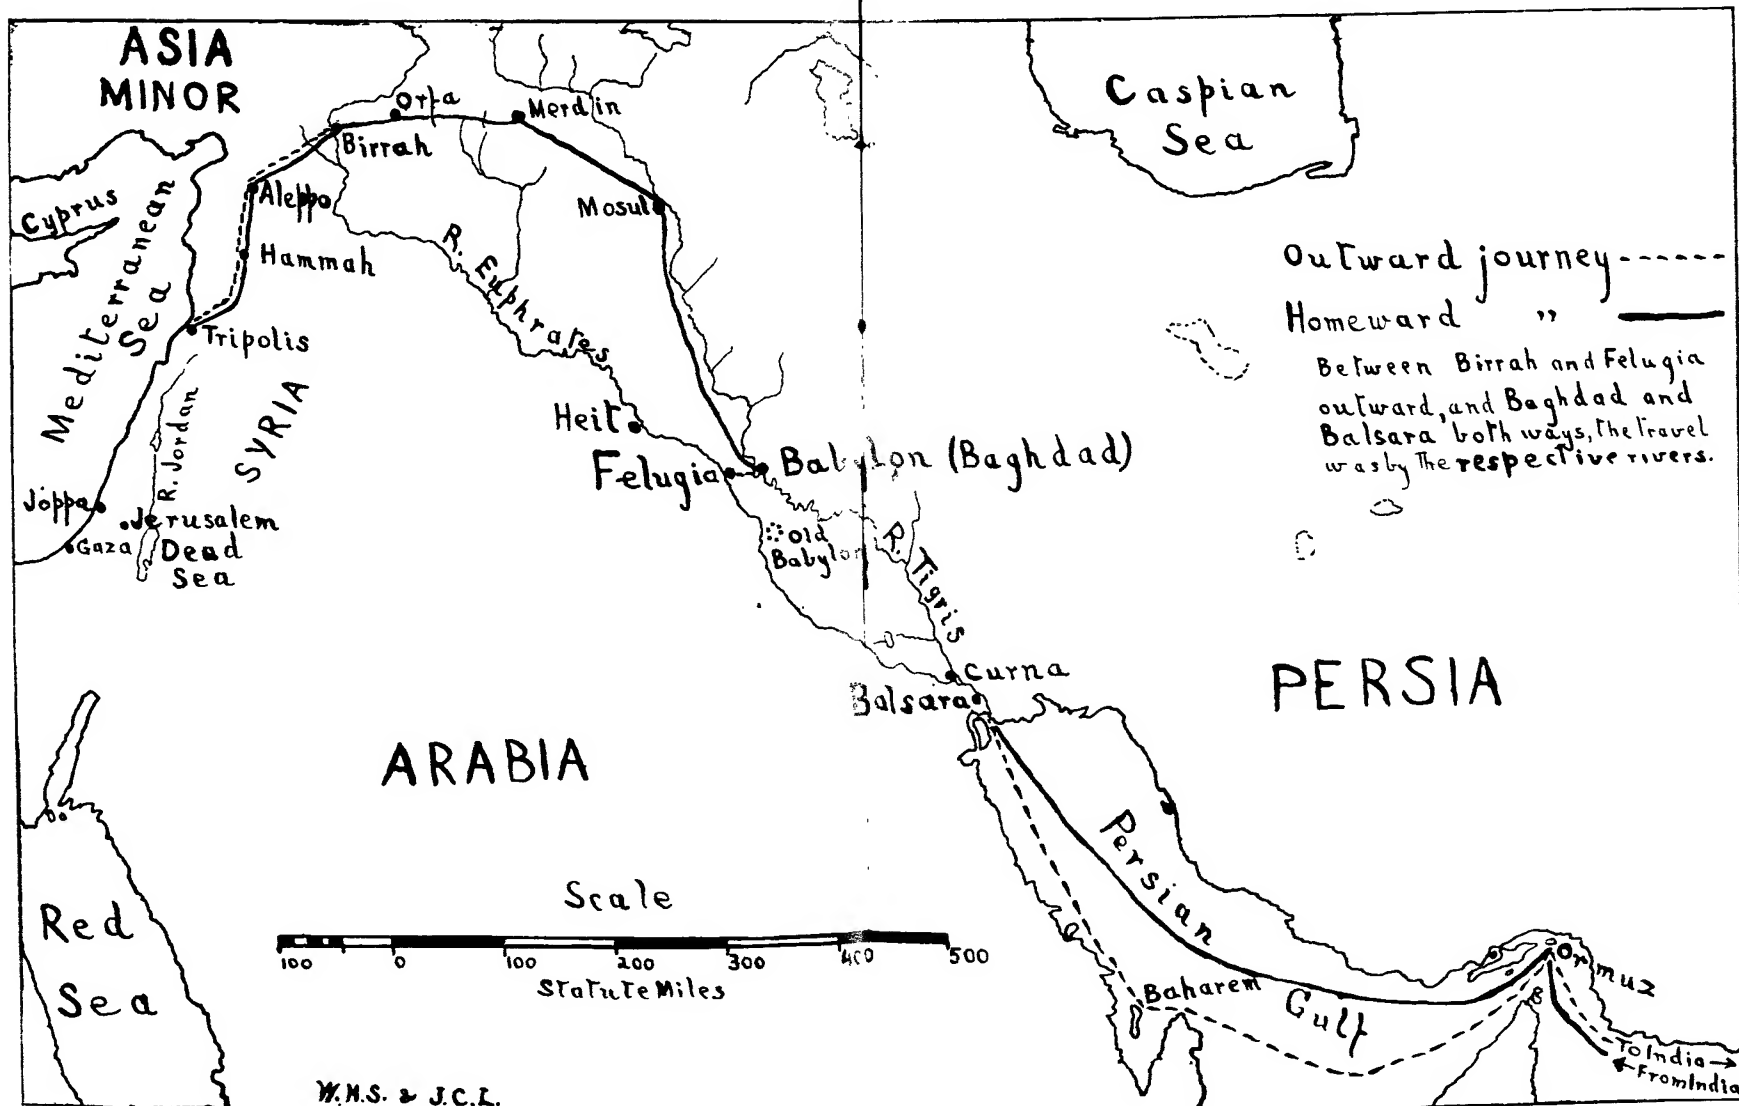 ASIA
MINOR
Caspian
Sea
Orfa
Merdin
Birrah
Aleppo
Mosul
Cyprus
Mediterranean
Sea
Hammah
R. Euphrates
Tripolis
Outward journey
Homeward "
Between Birrah and Felugia
outward, and Baghdad and
Balsara both ways, the travel
was by the respective rivers.
R. Jordan
SYRIA
Heit
Felugia
Babylon (Baghdad)
Joppa
Jerusalem
Gaza
Dead
Sea
Old
Babylon
R. Tigris
Curna
Balsara
PERSIA
ARABIA
Persian
Gulf
Red
Sea
Scale
100 0 100 200 300 400 500
Statute Miles
Baharem
Ormuz
To India
From India
W.H.S. & J.C.L.